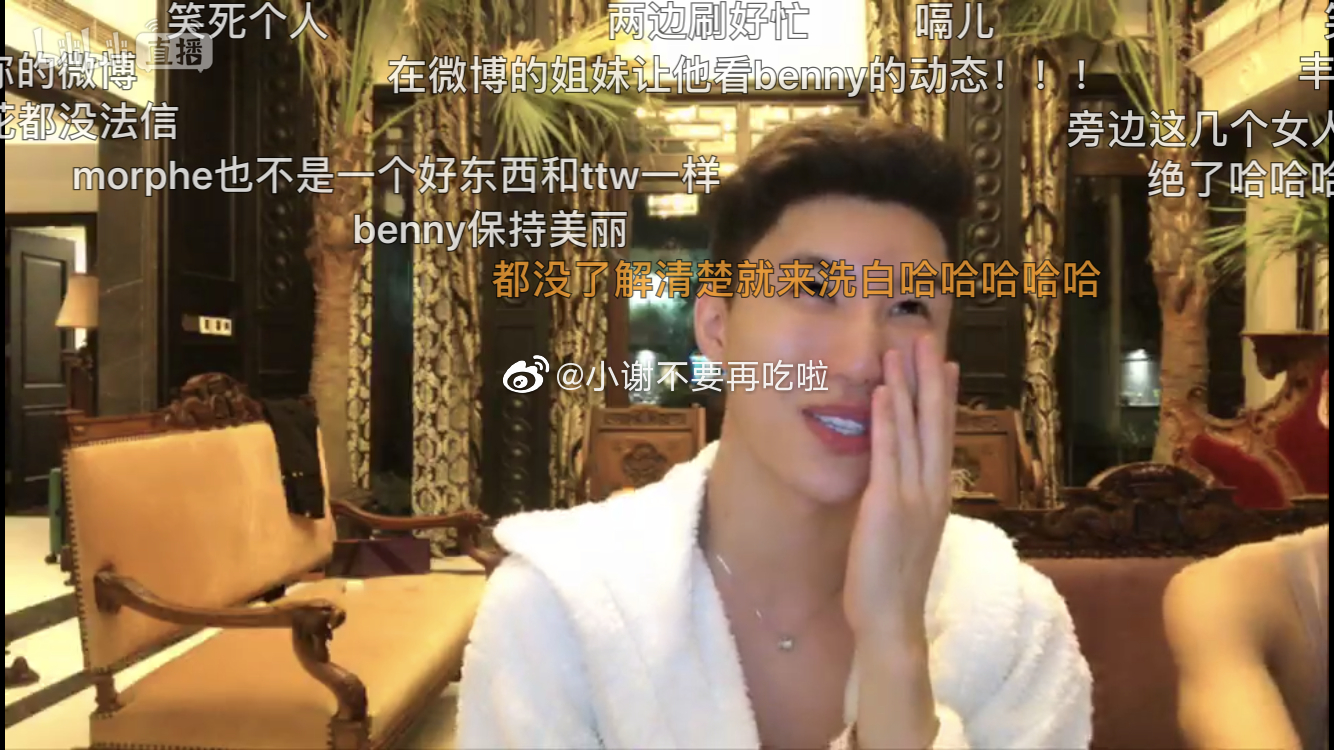 笑死个人
两边刷好忙
嗝儿
直播
你的微博
在微博的姐妹让他看benny的动态！！！
丰
花都没法信
旁边这几个女人
morphe也不是一个好东西和ttw一样
绝了哈哈哈
benny保持美丽
都没了解清楚就来洗白哈哈哈哈哈
@小谢不要再吃啦